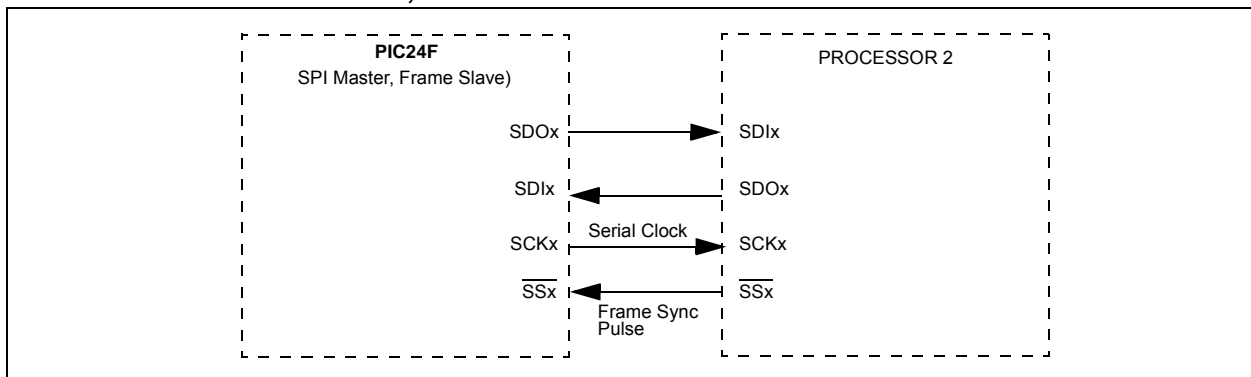 PIC24F
SPI Master, Frame Slave)
PROCESSOR 2
SDOx
SDIx
SDIx
SDOx
SCKx
Serial Clock
SCKx
SSx
Frame Sync
Pulse
SSx